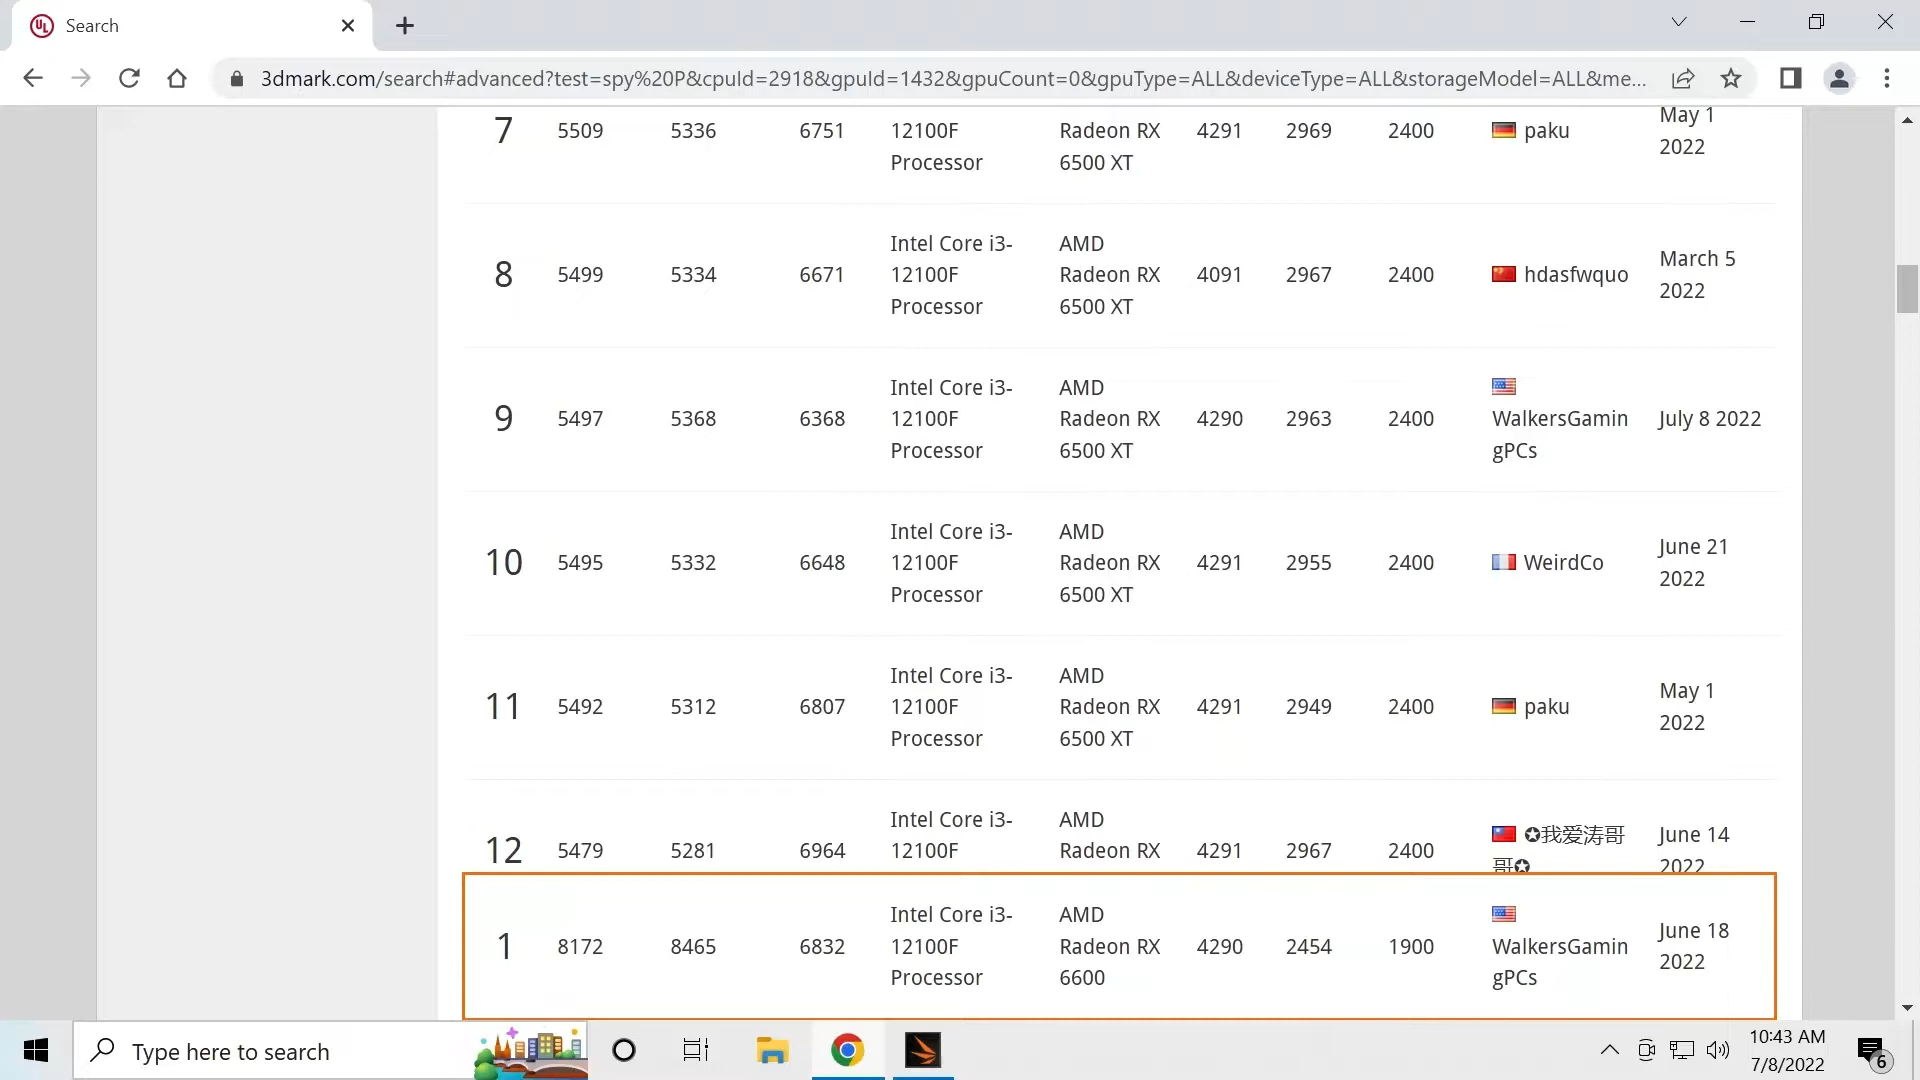 Search
3dmark.com/search#advanced?test=spy%20P&cpuId=2918&gpuId=1432&gpuCount=0&gpuType=ALL&deviceType=ALL&storageModel=ALL&me...
7 5509 5336 6751 12100F Radeon RX 4291 2969 2400 paku May 1
Processor 6500 XT 2022
Intel Core i3- AMD
8 5499 5334 6671 12100F Radeon RX 4091 2967 2400 hdasfwquo March 5
Processor 6500 XT 2022
Intel Core i3- AMD
9 5497 5368 6368 12100F Radeon RX 4290 2963 2400 WalkersGamin July 8 2022
Processor 6500 XT gPCs
Intel Core i3- AMD
10 5495 5332 6648 12100F Radeon RX 4291 2955 2400 WeirdCo June 21
Processor 6500 XT 2022
Intel Core i3- AMD
11 5492 5312 6807 12100F Radeon RX 4291 2949 2400 paku May 1
Processor 6500 XT 2022
Intel Core i3- AMD ✪我爱涛哥 June 14
12 5479 5281 6964 12100F Radeon RX 4291 2967 2400 哥✪ 2022
Intel Core i3- AMD
1 8172 8465 6832 12100F Radeon RX 4290 2454 1900 WalkersGamin June 18
Processor 6600 gPCs 2022
Type here to search
10:43 AM
7/8/2022
6